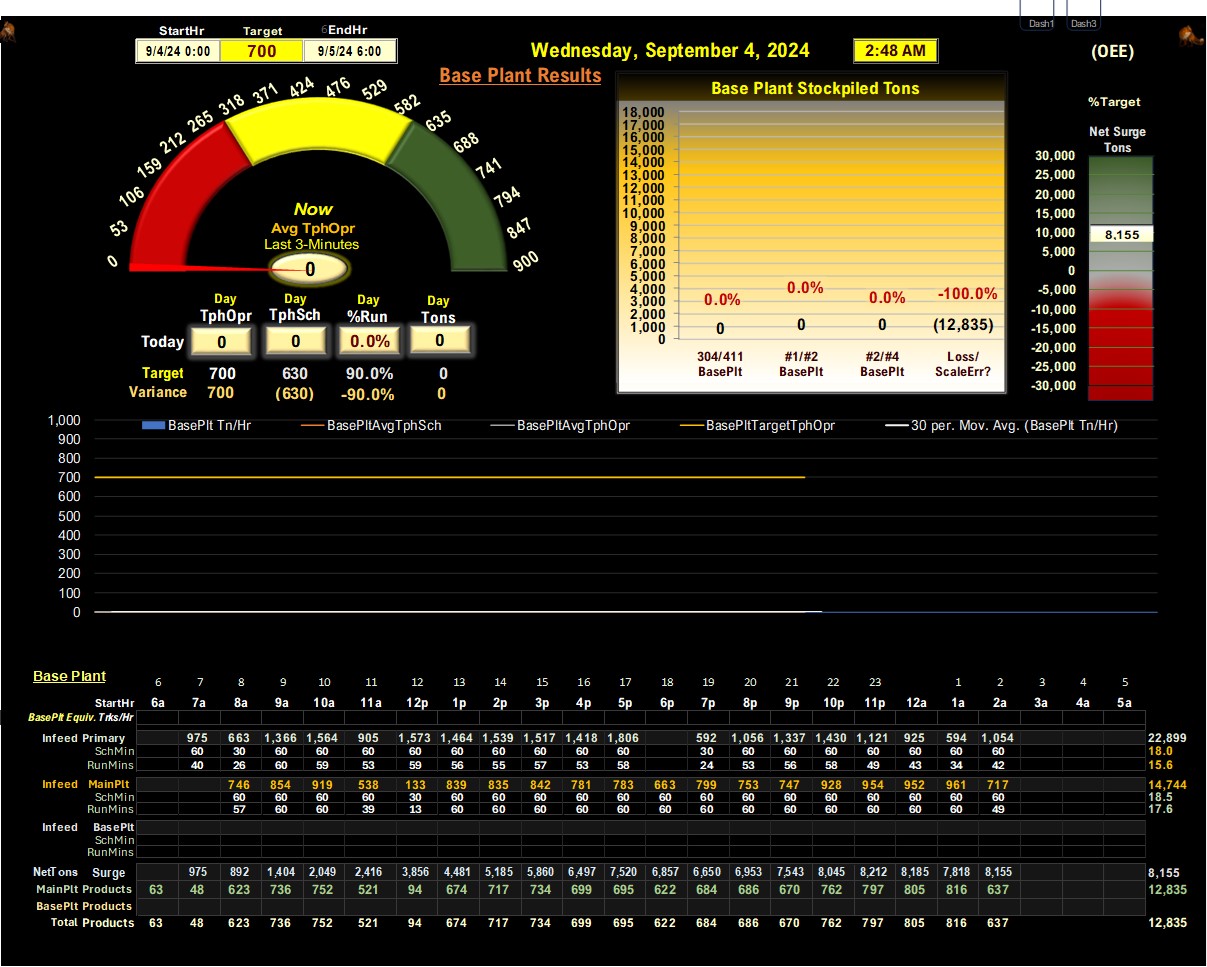 Dash1 Dash3
StartHr Target 6EndHr
9/4/24 0:00 700 9/5/24 6:00
Wednesday, September 4, 2024 2:48 AM (OEE)
Base Plant Results
0 53 106 159 212 265 318 371 424 476 529 582 635 688 741 794 847 900
Now
Avg TphOpr
Last 3-Minutes
0
Day Day Day Day
TphOpr TphSch %Run Tons
Today 0 0 0.0% 0
Target 700 630 90.0% 0
Variance 700 (630) -90.0% 0
Base Plant Stockpiled Tons
18,000
17,000
16,000
15,000
14,000
13,000
12,000
10,000
9,000
8,000
7,000
6,000
5,000
4,000
3,000
2,000
1,000
0
0.0% 0.0% 0.0% -100.0%
0 0 0 (12,835)
304/411 #1/#2 #2/#4 Loss/
BasePlt BasePlt BasePlt ScaleErr?
%Target
Net Surge
Tons
30,000
25,000
20,000
15,000
10,000
5,000
0
-5,000
-10,000
-15,000
-20,000
-25,000
-30,000
8,155
BasePlt Tn/Hr BasePltAvgTphSch BasePltAvgTphOpr BasePltTargetTphOpr 30 per. Mov. Avg. (BasePlt Tn/Hr)
1,000
900
800
700
600
500
400
300
200
100
0
Base Plant 6 7 8 9 10 11 12 13 14 15 16 17 18 19 20 21 22 23 1 2 3 4 5
StartHr 6a 7a 8a 9a 10a 11a 12p 1p 2p 3p 4p 5p 6p 7p 8p 9p 10p 11p 12a 1a 2a 3a 4a 5a
BasePlt Equiv. Trks/Hr
Infeed Primary 975 663 1,366 1,564 905 1,573 1,464 1,539 1,517 1,418 1,806 592 1,056 1,337 1,430 1,121 925 594 1,054 22,899
SchMin 60 30 60 60 60 60 60 60 60 60 60 30 60 60 60 60 60 60 60 18.0
RunMins 40 26 60 59 53 59 56 55 57 53 58 24 53 56 58 49 43 34 42 15.6
Infeed MainPlt 746 854 919 538 133 839 835 842 781 783 663 799 753 747 928 954 952 961 717 14,744
SchMin 60 60 60 60 30 60 60 60 60 60 60 60 60 60 60 60 60 60 60 18.5
RunMins 57 60 60 39 13 60 60 60 60 60 60 60 60 60 60 60 60 60 49 17.6
Infeed BasePlt
SchMin
RunMins
NetTons Surge 975 892 1,404 2,049 2,416 3,856 4,481 5,185 5,860 6,497 7,520 6,857 6,650 6,953 7,543 8,045 8,212 8,185 7,818 8,155 8,155
MainPlt Products 63 48 623 736 752 521 94 674 717 734 699 695 622 684 686 670 762 797 805 816 637 12,835
BasePlt Products
Total Products 63 48 623 736 752 521 94 674 717 734 699 695 622 684 686 670 762 797 805 816 637 12,835